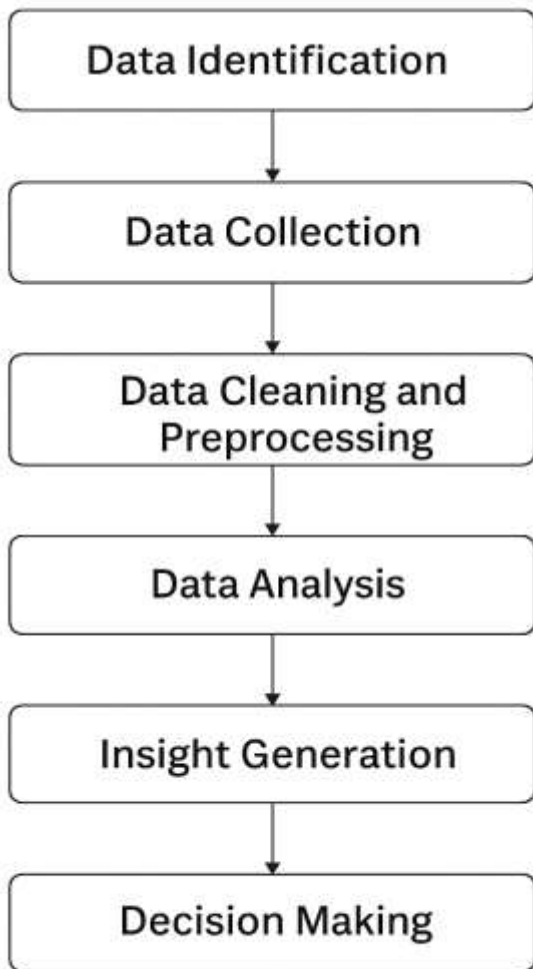 Data Identification
Data Collection
Data Cleaning and
Preprocessing
Data Analysis
Insight Generation
Decision Making